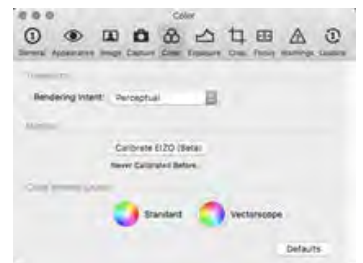 Color
General Appearance Image Capture Color Exposure Crop Focus Warnings Update
Rendering Intent: Perceptual
Calibrate EIZO (Beta)
Never Calibrated Before.
Standard Vectorscope
Defaults